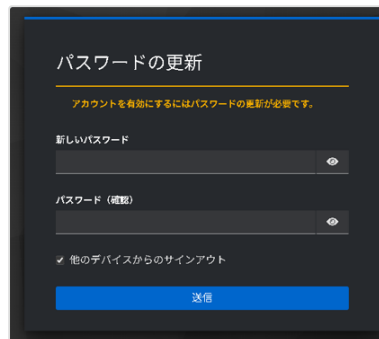 パスワードの更新
アカウントを有効にするにはパスワードの更新が必要です。
新しいパスワード
パスワード（確認）
他のデバイスからのサインアウト
送信